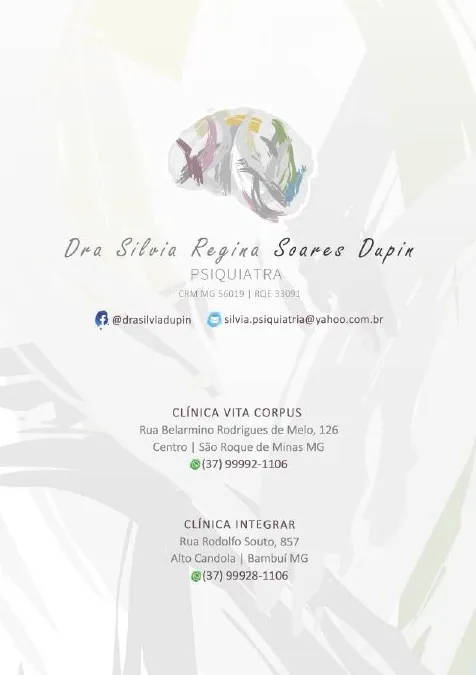 Dra Silvia Regina Soares Dupin
PSIQUIATRA
CRM MG 56019 | RQE 33091
@drasilviadupin silvia.psiquiatria@yahoo.com.br
CLÍNICA VITA CORPUS
Rua Belarmino Rodrigues de Melo, 126
Centro | São Roque de Minas MG
(37) 99992-1106
CLÍNICA INTEGRAR
Rua Rodolfo Souto, 857
Alto Candola | Bambuí MG
(37) 99928-1106